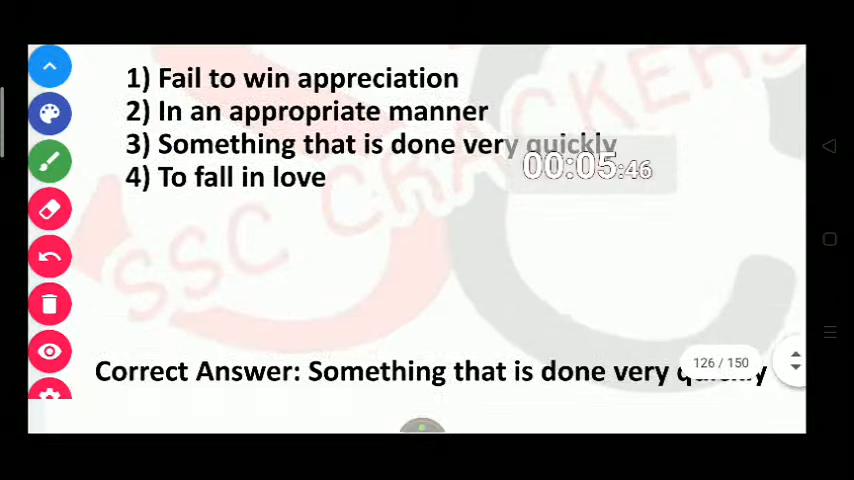 1) Fail to win appreciation
2) In an appropriate manner
3) Something that is done very quickly
00:05:46
4) To fall in love
SSC CRACKERS
126 / 150
Correct Answer: Something that is done very quickly